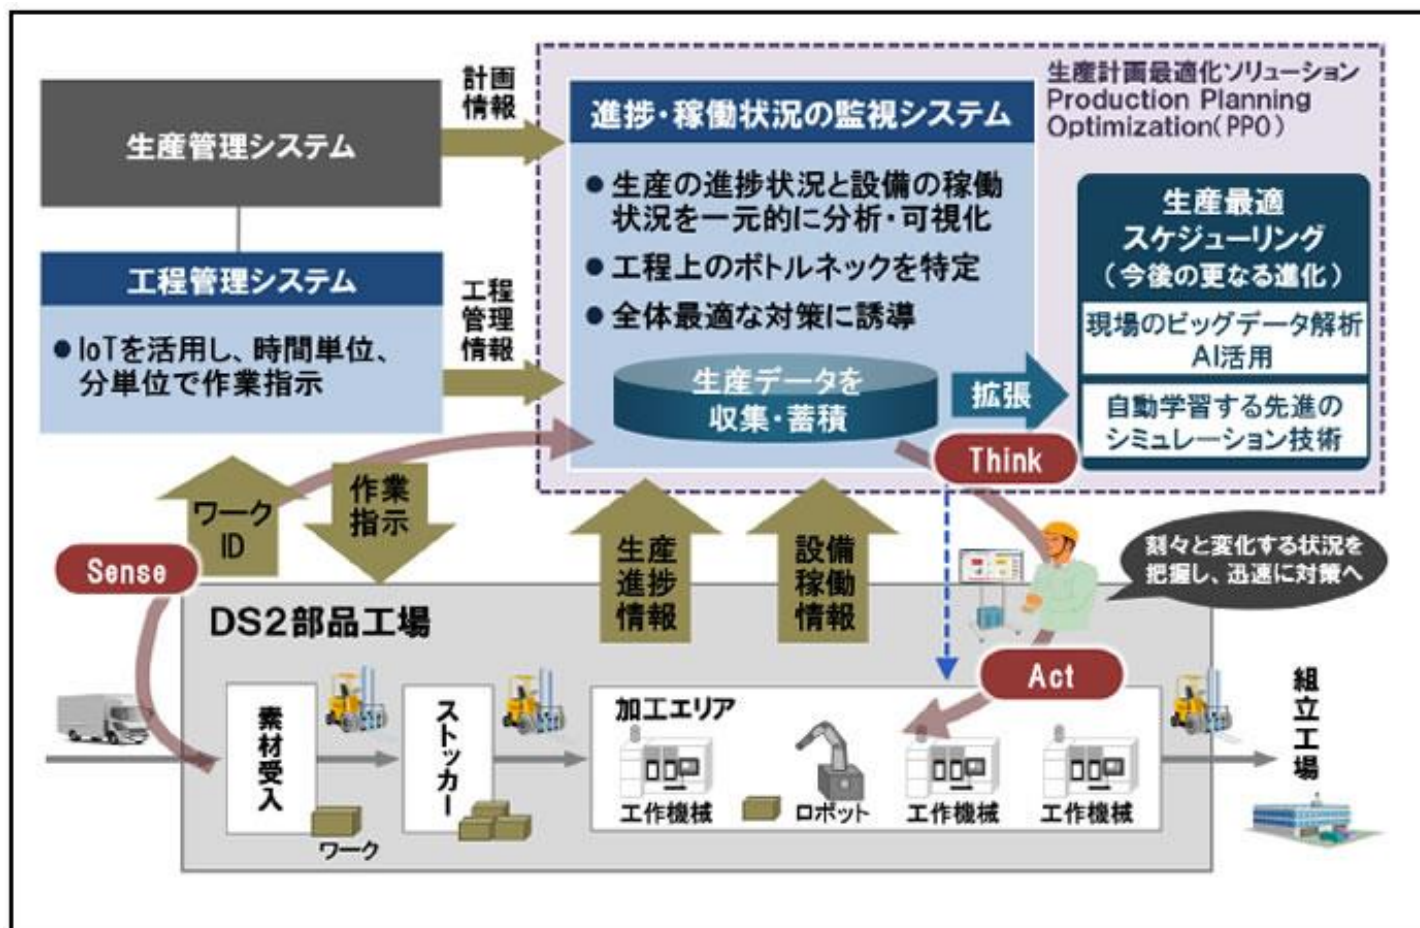 生産管理システム
計画
情報
工程管理システム
●IoTを活用し、時間単位、
分単位で作業指示
工程
管理
情報
生産計画最適化ソリューション
Production Planning
Optimization(PPO)
進捗・稼働状況の監視システム
●生産の進捗状況と設備の稼働
状況を一元的に分析・可視化
●工程上のボトルネックを特定
●全体最適な対策に誘導
生産データを
収集・蓄積
拡張
生産最適
スケジューリング
（今後の更なる進化）
現場のビッグデータ解析
AI活用
自動学習する先進の
シミュレーション技術
Think
ワーク
ID
作業
指示
Sense
生産
進捗
情報
設備
稼働
情報
刻々と変化する状況を
把握し、迅速に対策へ
DS2部品工場
Act
素材受入
ワーク
ストッカー
加工エリア
工作機械
ロボット
工作機械
工作機械
組立工場